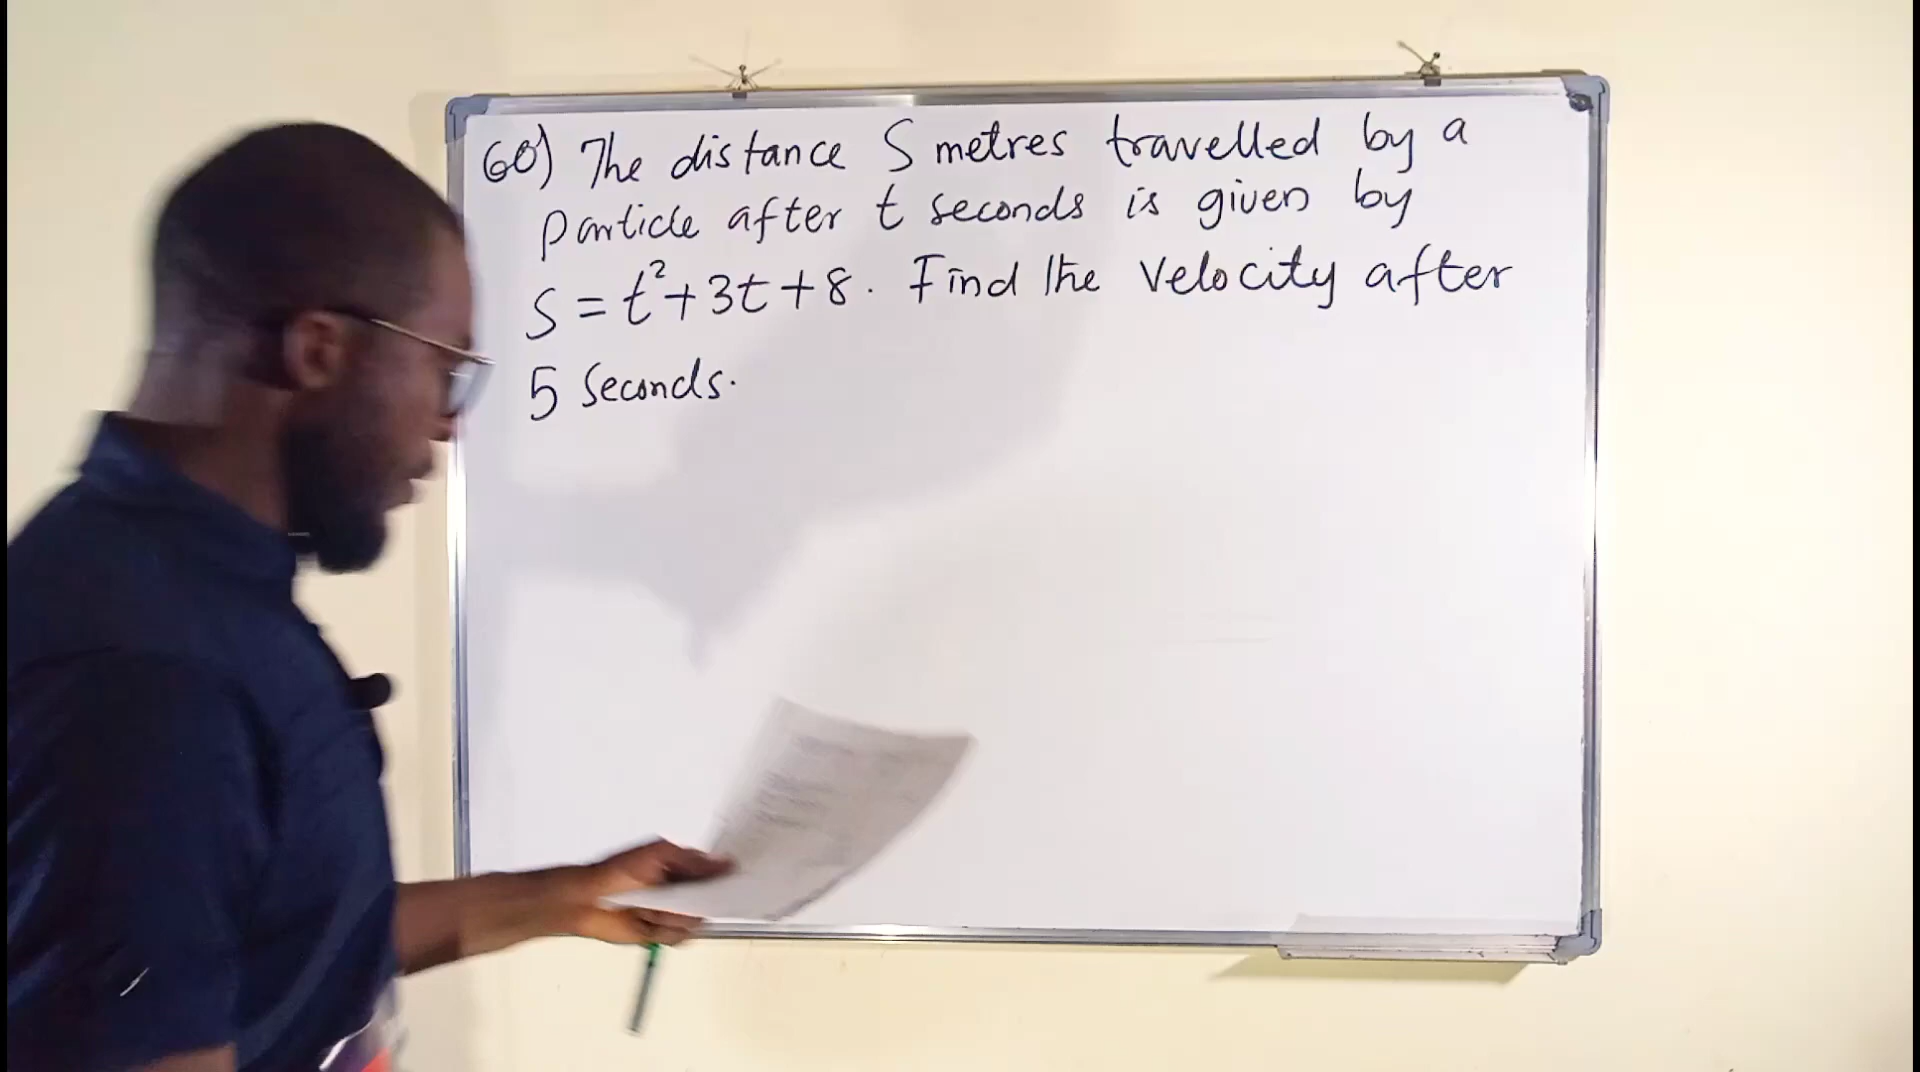 60) The distance S metres travelled by a
particle after t seconds is given by
S = t²+3t+8. Find the velocity after
5 seconds.